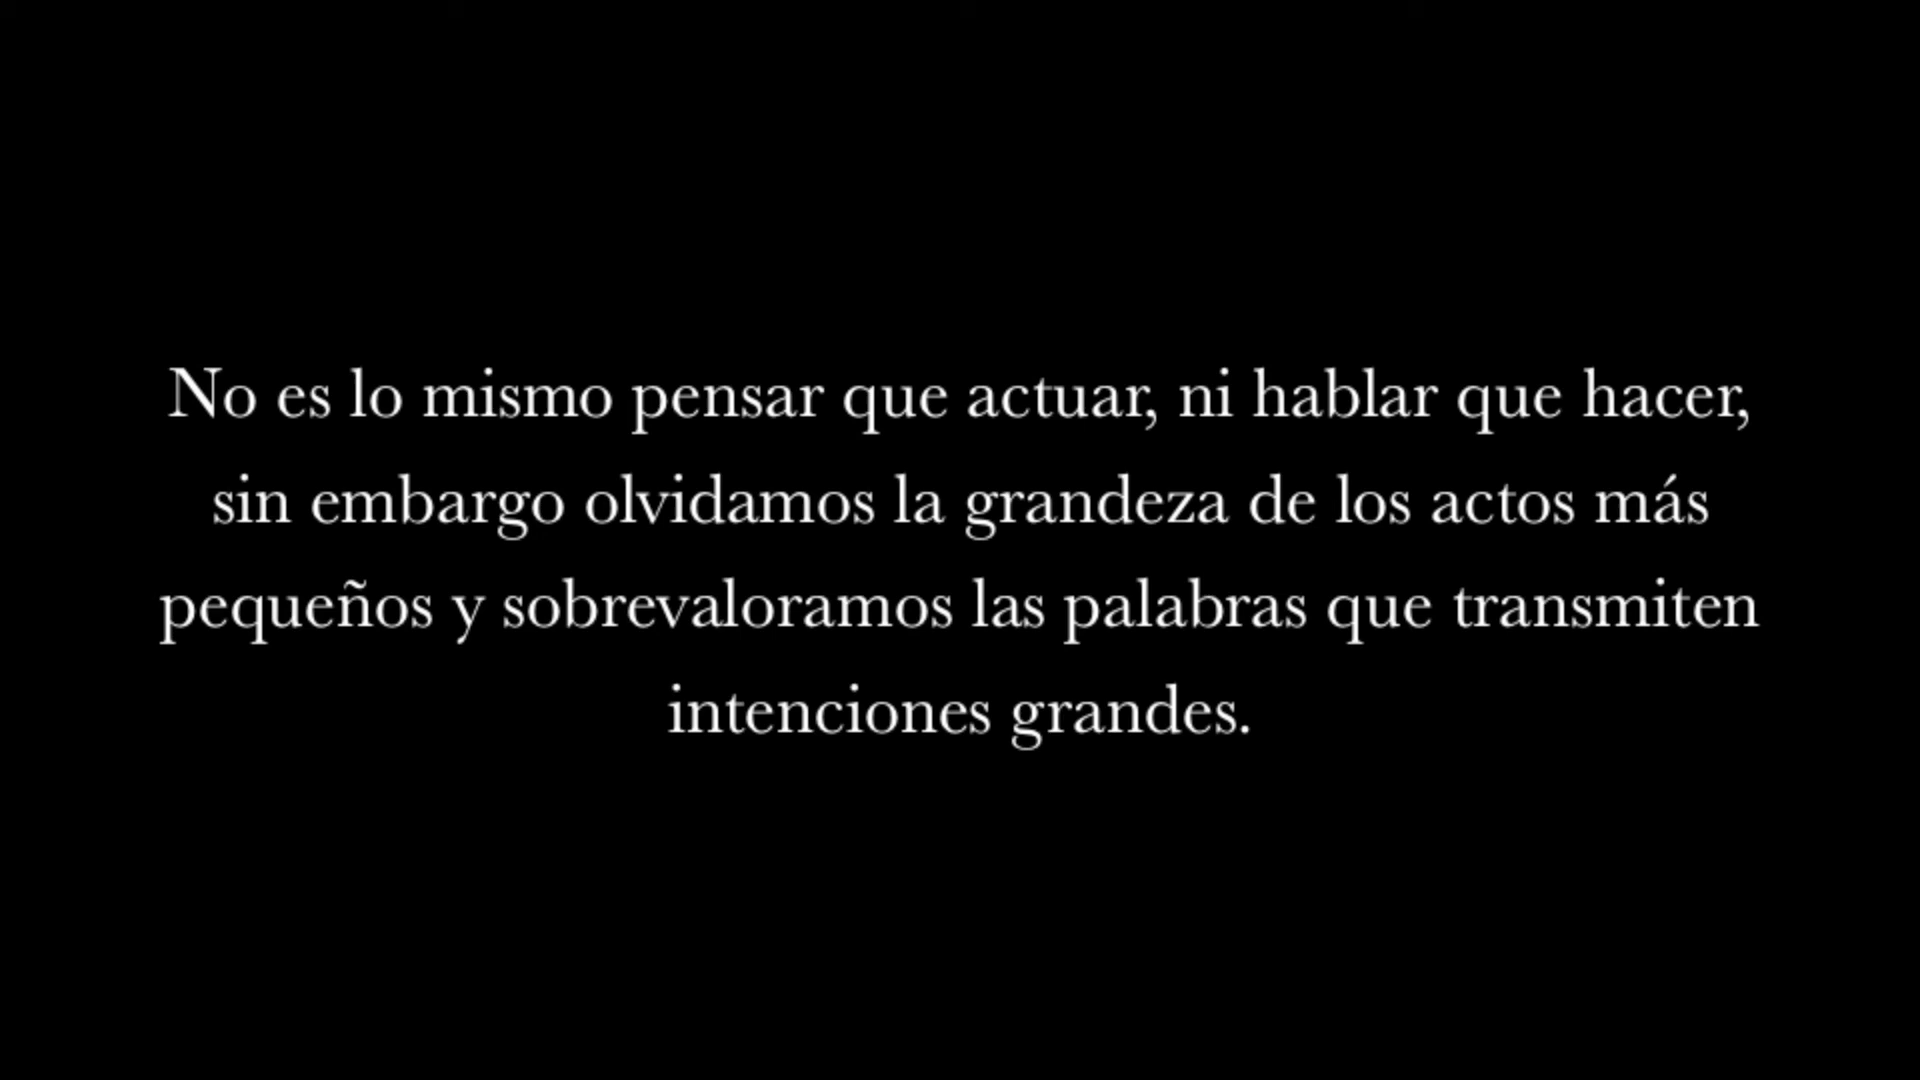 No es lo mismo pensar que actuar, ni hablar que hacer,
sin embargo olvidamos la grandeza de los actos más
pequeños y sobrevaloramos las palabras que transmiten
intenciones grandes.